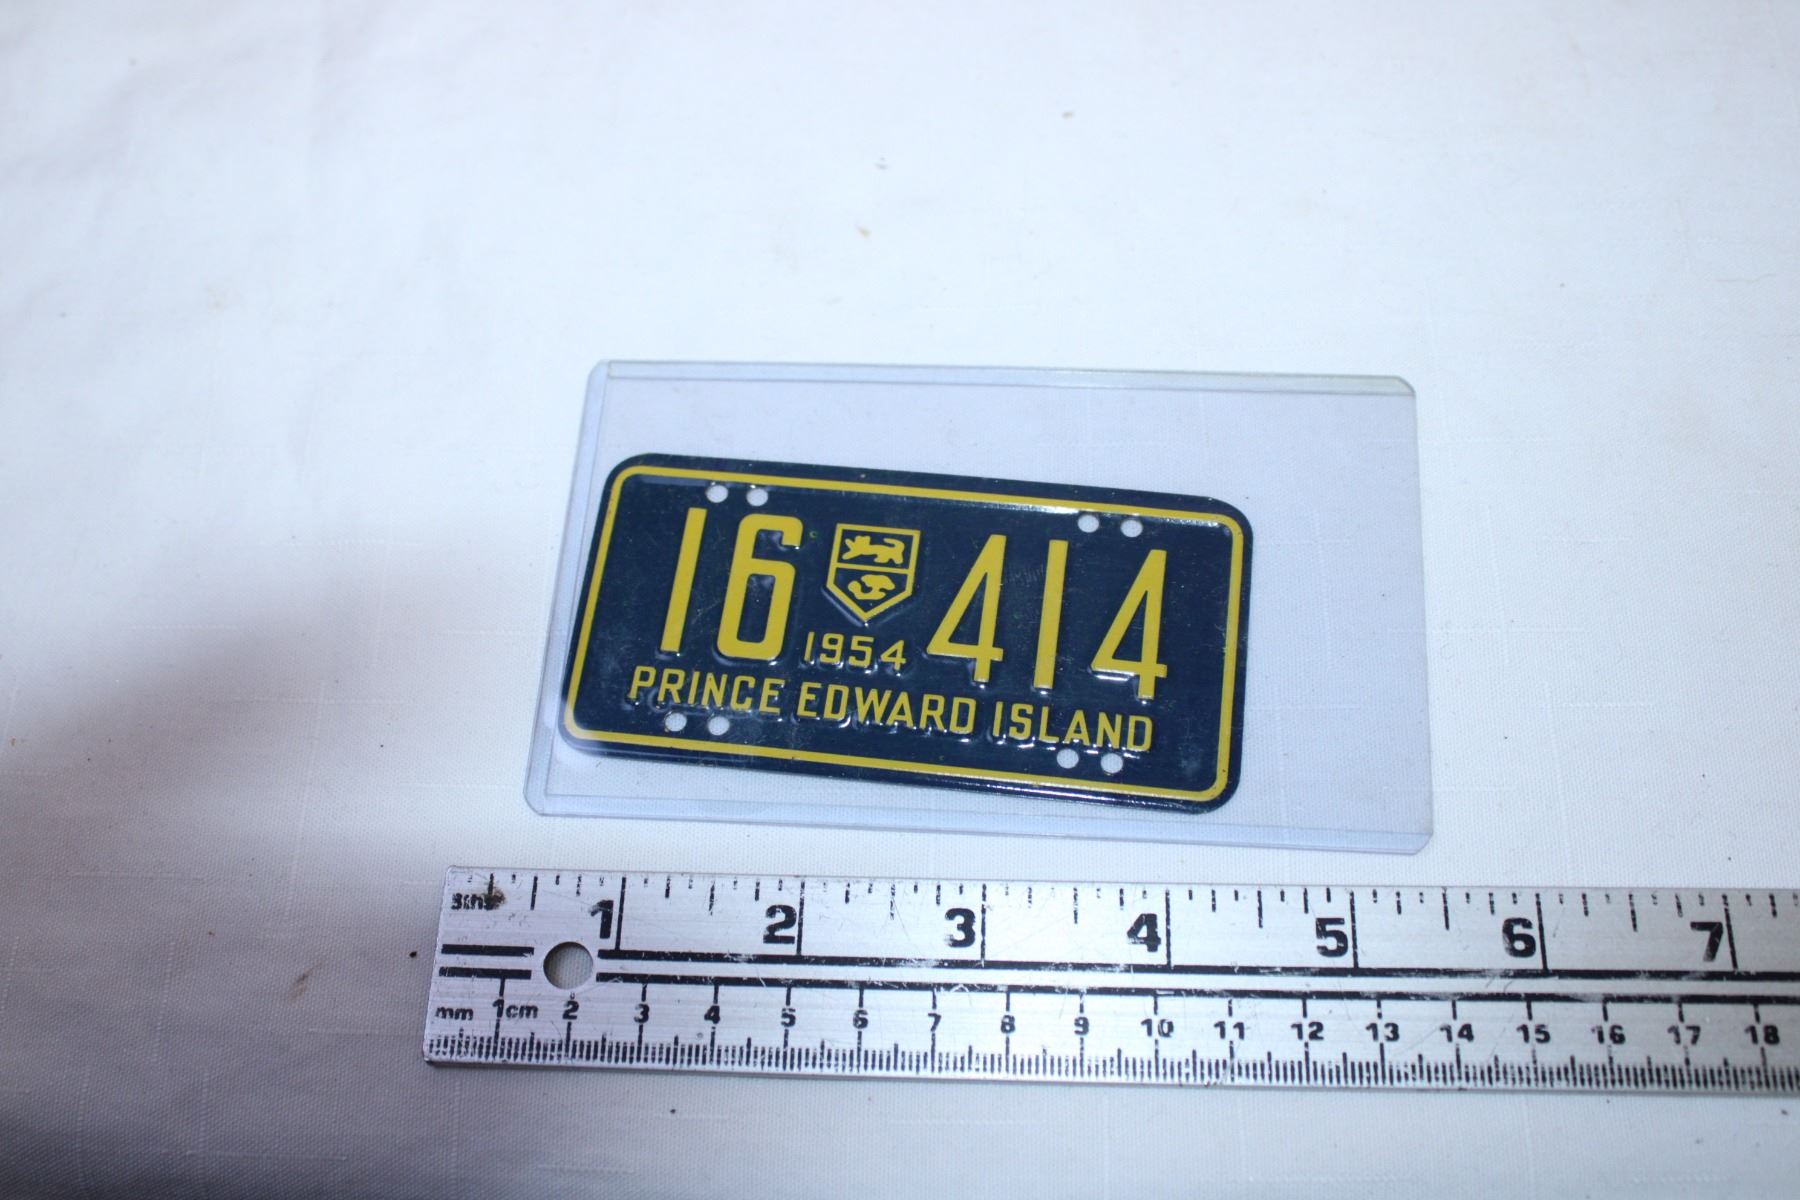 16 414
1954
PRINCE EDWARD ISLAND
8ths 1 2 3 4 5 6 7
mm 1cm 2 3 4 5 6 7 8 9 10 11 12 13 14 15 16 17 18